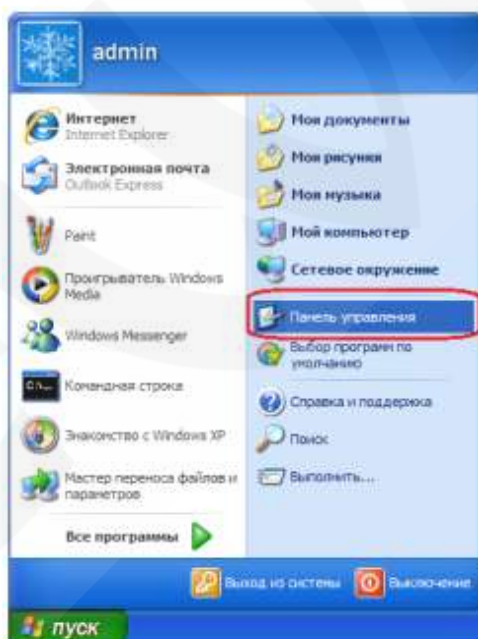 admin
Интернет
Internet Explorer
Электронная почта
Outlook Express
Paint
Проигрыватель Windows
Media
Windows Messenger
Командная строка
Знакомство с Windows XP
Мастер переноса файлов и
параметров
Все программы
Мои документы
Мои рисунки
Моя музыка
Мой компьютер
Сетевое окружение
Панель управления
Выбор программ по
умолчанию
Справка и поддержка
Поиск
Выполнить...
Выход из системы
Выключение
пуск